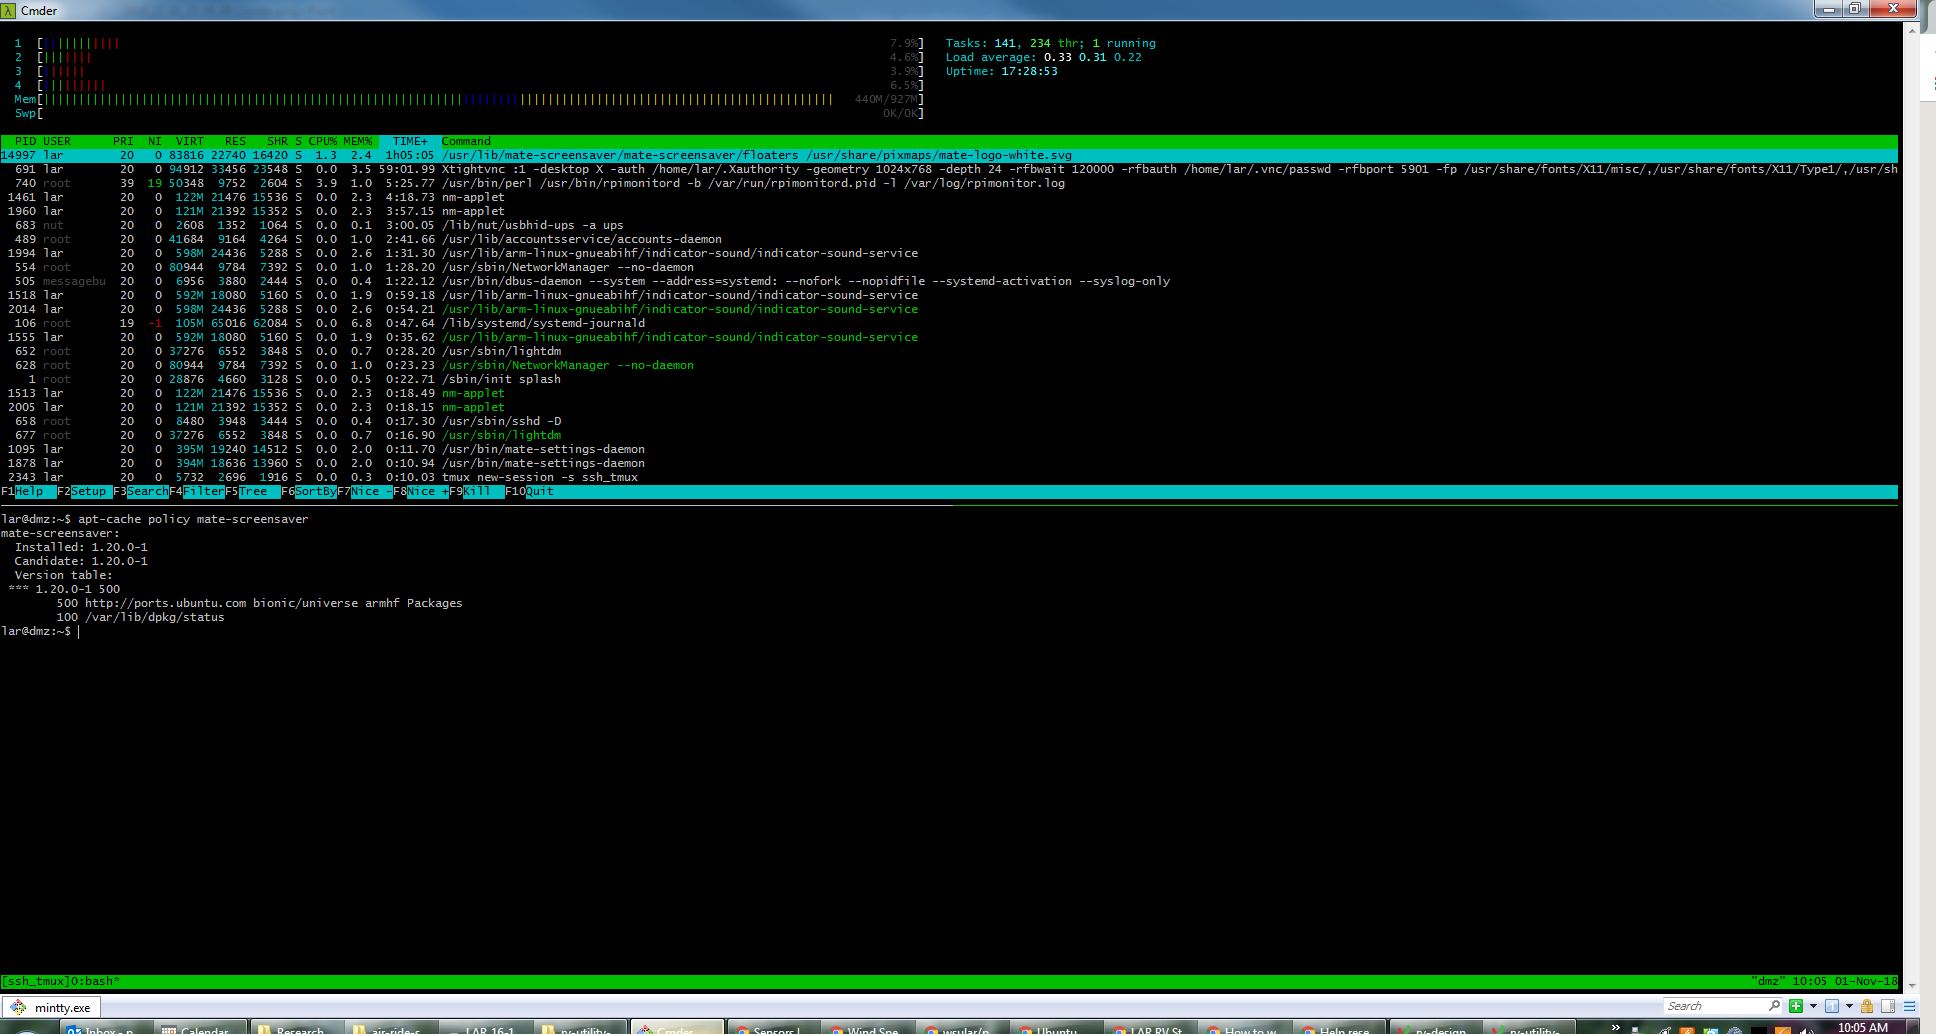 Cmder
1 [|||||||||||| 7.9%] Tasks: 141, 234 thr; 1 running
2 [||||||| 4.6%] Load average: 0.33 0.31 0.22
3 [|||||| 3.9%] Uptime: 17:28:53
4 [||||||||| 6.5%]
Mem[|||||||||||||||||||||||||||||||||||||||||||||||||||||||||||||||||||||||||||||||||||||||||||||||||||||||||||||||||| 440M/927M]
Swp[ 0K/0K]
PID USER PRI NI VIRT RES SHR S CPU% MEM% TIME+ Command
14997 lar 20 0 83816 22740 16420 S 1.3 2.4 1h05:05 /usr/lib/mate-screensaver/mate-screensaver/floaters /usr/share/pixmaps/mate-logo-white.svg
691 lar 20 0 94912 33456 23548 S 0.0 3.5 59:01.99 Xtightvnc :1 -desktop X -auth /home/lar/.Xauthority -geometry 1024x768 -depth 24 -rfbwait 120000 -rfbauth /home/lar/.vnc/passwd -rfbport 5901 -fp /usr/share/fonts/X11/misc/,/usr/share/fonts/X11/Type1/,/usr/sh
740 root 39 19 50348 9752 2604 S 3.9 1.0 5:25.77 /usr/bin/perl /usr/bin/rpimonitord -b /var/run/rpimonitord.pid -l /var/log/rpimonitor.log
1461 lar 20 0 122M 21476 15536 S 0.0 2.3 4:18.73 nm-applet
1960 lar 20 0 121M 21392 15352 S 0.0 2.3 3:57.15 nm-applet
683 nut 20 0 2608 1352 1064 S 0.0 0.1 3:00.05 /lib/nut/usbhid-ups -a ups
489 root 20 0 41684 9164 4264 S 0.0 1.0 2:41.66 /usr/lib/accountsservice/accounts-daemon
1994 lar 20 0 598M 24436 5288 S 0.0 2.6 1:31.30 /usr/lib/arm-linux-gnueabihf/indicator-sound/indicator-sound-service
554 root 20 0 80944 9784 7392 S 0.0 1.0 1:28.20 /usr/sbin/NetworkManager --no-daemon
505 messagebu 20 0 6956 3880 2444 S 0.0 0.4 1:22.12 /usr/bin/dbus-daemon --system --address=systemd: --nofork --nopidfile --systemd-activation --syslog-only
1518 lar 20 0 592M 18080 5160 S 0.0 1.9 0:59.18 /usr/lib/arm-linux-gnueabihf/indicator-sound/indicator-sound-service
2014 lar 20 0 598M 24436 5288 S 0.0 2.6 0:54.21 /usr/lib/arm-linux-gnueabihf/indicator-sound/indicator-sound-service
106 root 19 -1 105M 65016 62084 S 0.0 6.8 0:47.64 /lib/systemd/systemd-journald
1555 lar 20 0 592M 18080 5160 S 0.0 1.9 0:35.62 /usr/lib/arm-linux-gnueabihf/indicator-sound/indicator-sound-service
652 root 20 0 37276 6552 3848 S 0.0 0.7 0:28.20 /usr/sbin/lightdm
628 root 20 0 80944 9784 7392 S 0.0 1.0 0:23.23 /usr/sbin/NetworkManager --no-daemon
1 root 20 0 28876 4660 3128 S 0.0 0.5 0:22.71 /sbin/init splash
1513 lar 20 0 122M 21476 15536 S 0.0 2.3 0:18.49 nm-applet
2005 lar 20 0 121M 21392 15352 S 0.0 2.3 0:18.15 nm-applet
658 root 20 0 8480 3948 3444 S 0.0 0.4 0:17.30 /usr/sbin/sshd -D
677 root 20 0 37276 6552 3848 S 0.0 0.7 0:16.90 /usr/sbin/lightdm
1095 lar 20 0 395M 19240 14512 S 0.0 2.0 0:11.70 /usr/bin/mate-settings-daemon
1878 lar 20 0 394M 18636 13960 S 0.0 2.0 0:10.94 /usr/bin/mate-settings-daemon
2343 lar 20 0 5732 2696 1916 S 0.0 0.3 0:10.03 tmux new-session -s ssh_tmux
F1Help F2Setup F3SearchF4FilterF5Tree F6SortByF7Nice -F8Nice +F9Kill F10Quit
lar@dmz:~$ apt-cache policy mate-screensaver
mate-screensaver:
Installed: 1.20.0-1
Candidate: 1.20.0-1
Version table:
*** 1.20.0-1 500
500 http://ports.ubuntu.com bionic/universe armhf Packages
100 /var/lib/dpkg/status
lar@dmz:~$
[ssh_tmux]0:bash* "dmz" 10:05 01-Nov-18
mintty.exe Search
Inbox - p Calendar Research air-ride-s LAR 16-1 rv-utility- Cmder Sensors | Wind Spe wsular/p Ubuntu LAR RV St How to w Help rese rv-design rv-utility- 10:05 AM